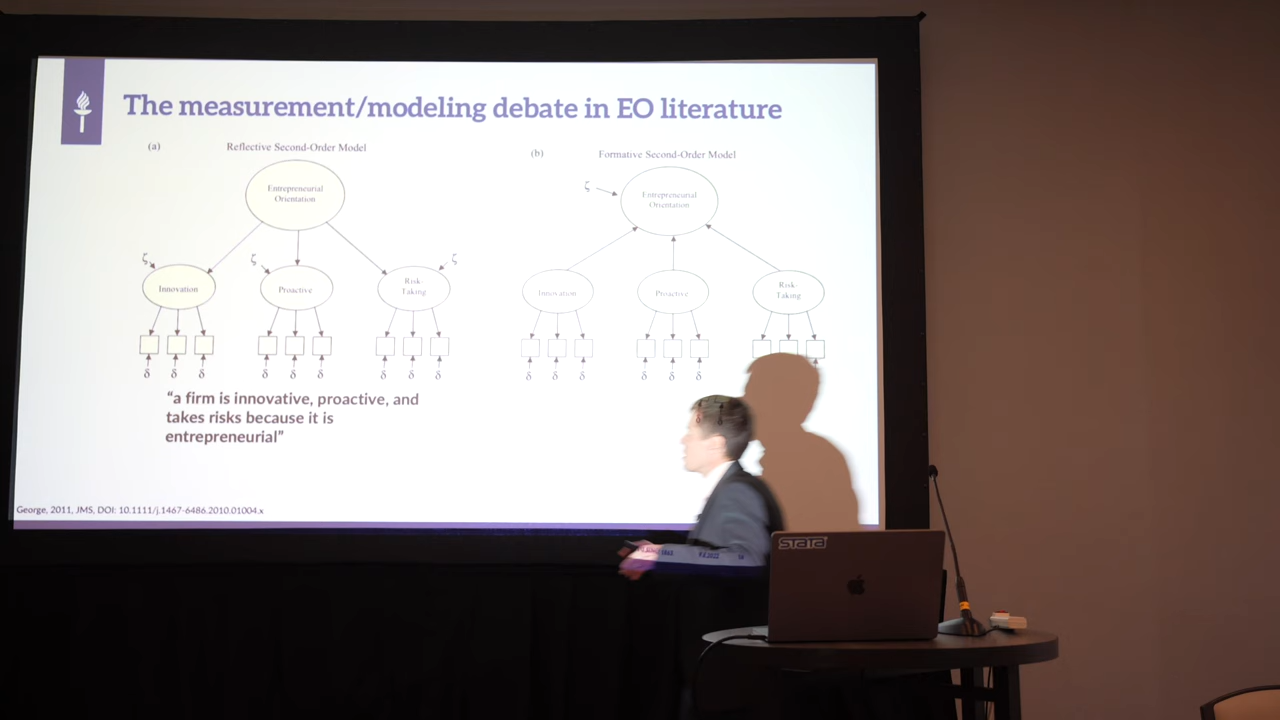 The measurement/modeling debate in EO literature
(a)
Reflective Second-Order Model
Entrepreneurial
Orientation
ζ
ζ
ζ
Innovation
Proactive
Risk-
Taking
δ δ δ
δ δ δ
δ δ δ
"a firm is innovative, proactive, and
takes risks because it is
entrepreneurial"
(b)
Formative Second-Order Model
ζ
Entrepreneurial
Orientation
Innovation
Proactive
Risk-
Taking
δ δ δ
δ δ δ
George, 2011, JMS, DOI: 10.1111/j.1467-6486.2010.01004.x
STATA